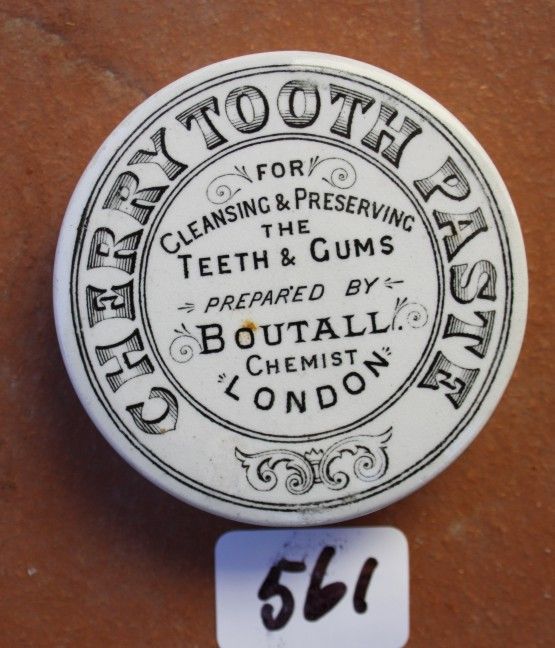 CHERRY TOOTH PASTE
FOR
CLEANSING & PRESERVING
THE
TEETH & GUMS
PREPARED BY
BOUTALL.
CHEMIST
"LONDON"
561